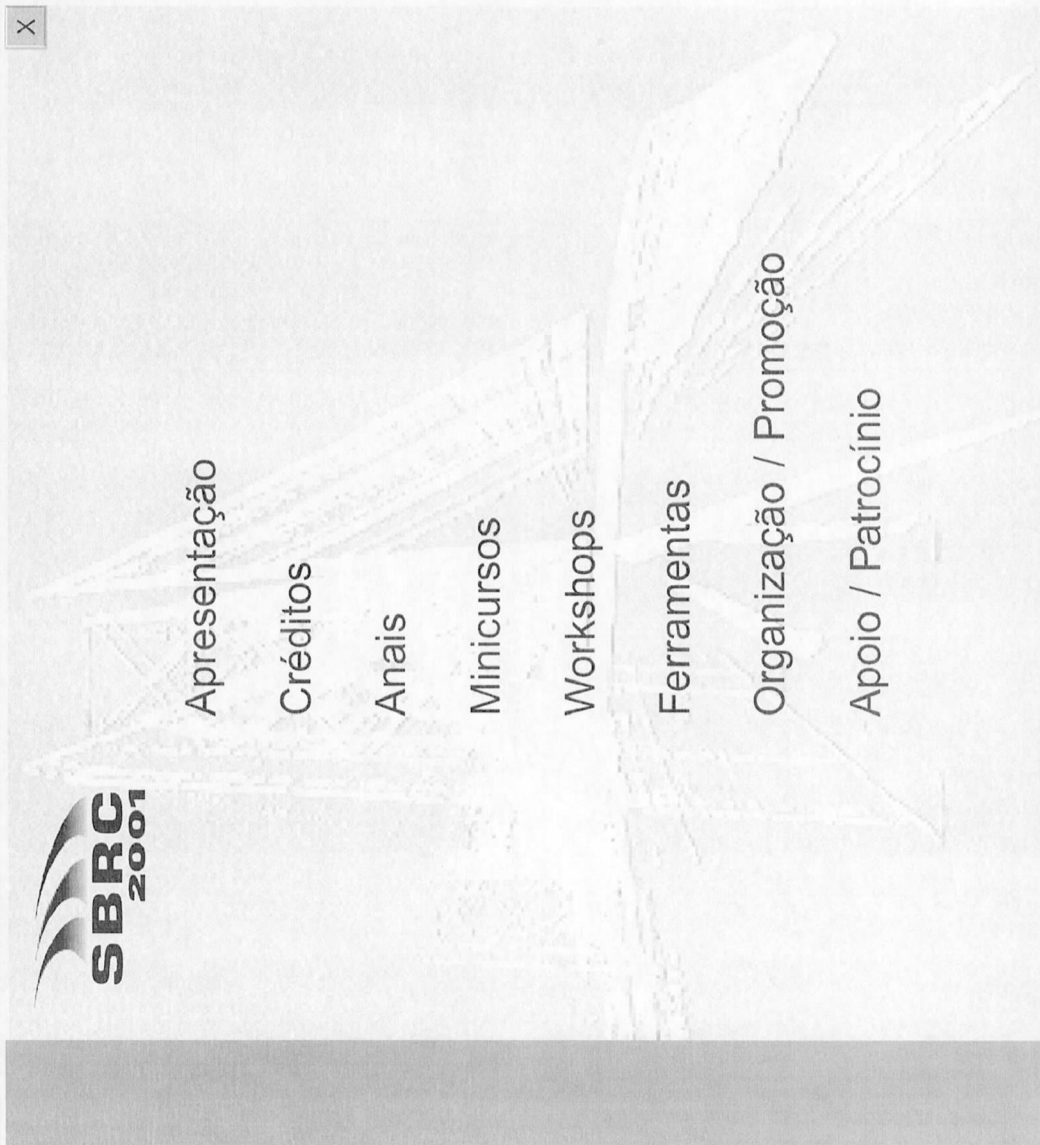 X
SBRC
2001
Apresentação
Créditos
Anais
Minicursos
Workshops
Ferramentas
Organização / Promoção
Apoio / Patrocínio